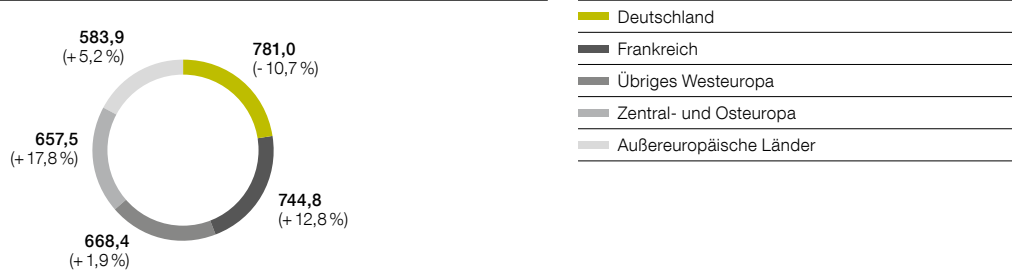 583,9
(+ 5,2 %)
781,0
(- 10,7 %)
657,5
(+ 17,8 %)
744,8
(+ 12,8 %)
668,4
(+ 1,9 %)
Deutschland
Frankreich
Übriges Westeuropa
Zentral- und Osteuropa
Außereuropäische Länder